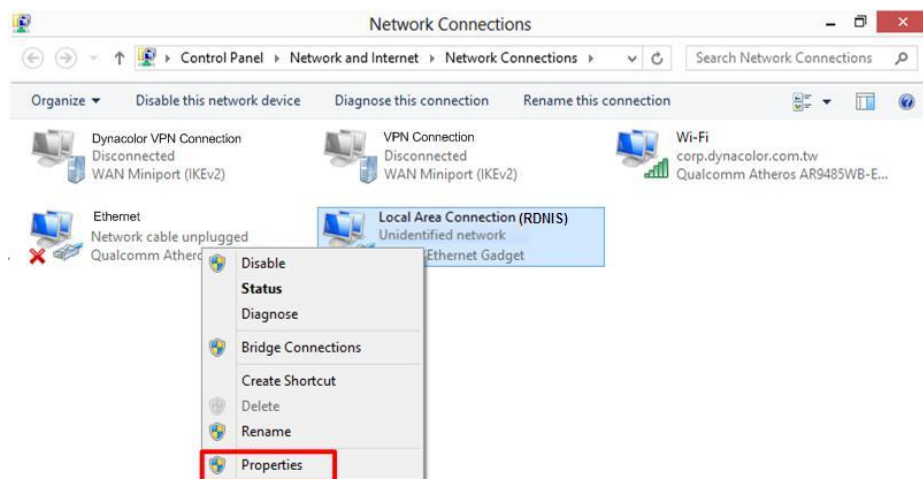 Network Connections
Control Panel Network and Internet Network Connections
Search Network Connections
Organize Disable this network device Diagnose this connection Rename this connection
Dynacolor VPN Connection
Disconnected
WAN Miniport (IKEv2)
VPN Connection
Disconnected
WAN Miniport (IKEv2)
Wi-Fi
corp.dynacolor.com.tw
Qualcomm Atheros AR9485WB-E...
Ethernet
Network cable unplugged
Qualcomm
Local Area Connection (RDNIS)
Unidentified network
Ethernet Gadget
Disable
Status
Diagnose
Bridge Connections
Create Shortcut
Delete
Rename
Properties